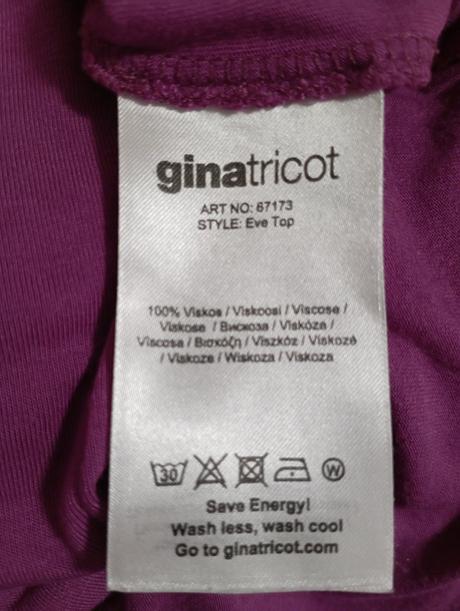 ginatricot
ART NO: 67173
STYLE: Eve Top
100% Viskos / Viskoosi / Viscose /
Viskose / Вискоза / Viskóza /
Viscosa / Βισκόζη / Viszkóz / Viskoze
/ Viskoze / Wiskoza / Viskoza
30 W
Save Energy!
Wash less, wash cool
Go to ginatricot.com